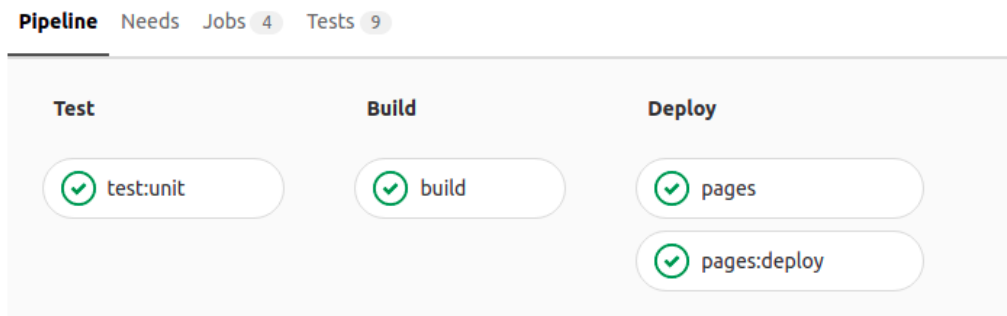 Pipeline Needs Jobs 4 Tests 9
Test Build Deploy
test:unit build pages
pages:deploy